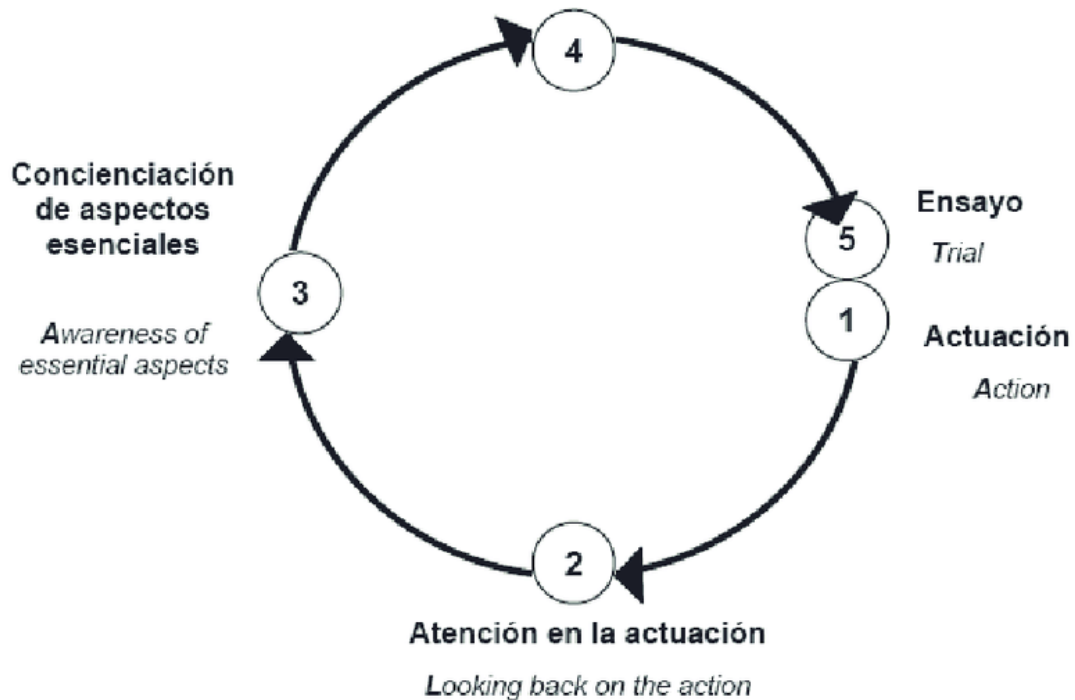 4
Concienciación
de aspectos
esenciales
Awareness of
essential aspects
3
5
Ensayo
Trial
1
Actuación
Action
2
Atención en la actuación
Looking back on the action